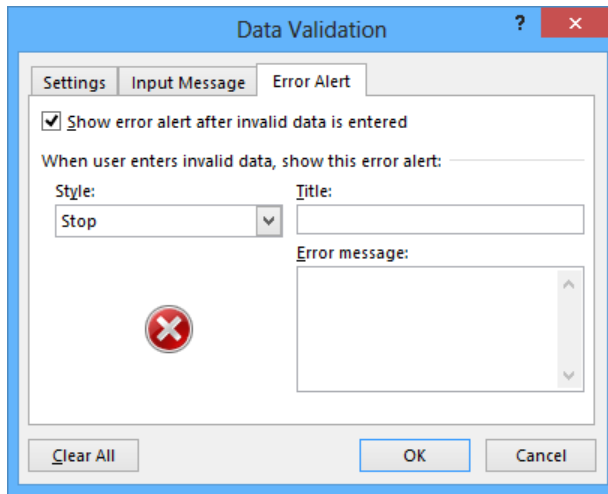 Data Validation ?
Settings Input Message Error Alert
Show error alert after invalid data is entered
When user enters invalid data, show this error alert:
Style: Title:
Stop
Error message:
Clear All OK Cancel